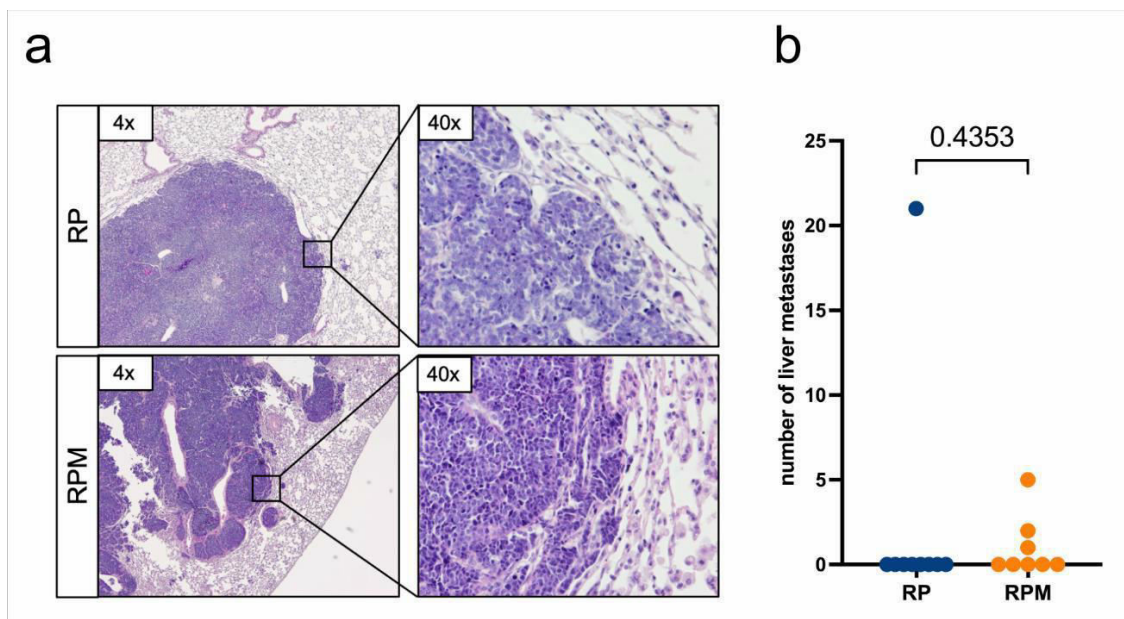 a
RP
4x
40x
RPM
4x
40x
b
0.4353
number of liver metastases
25
20
15
10
5
0
RP
RPM